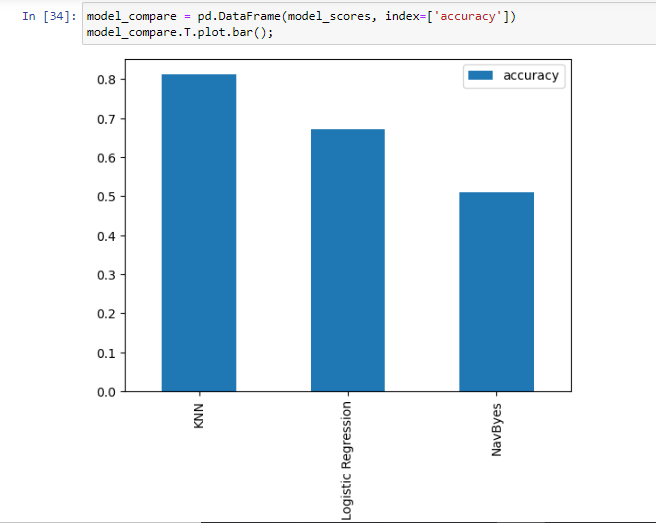 In [34]: model_compare = pd.DataFrame(model_scores, index=['accuracy'])
model_compare.T.plot.bar();
accuracy
0.8
0.7
0.6
0.5
0.4
0.3
0.2
0.1
0.0
KNN
Logistic Regression
NavByes